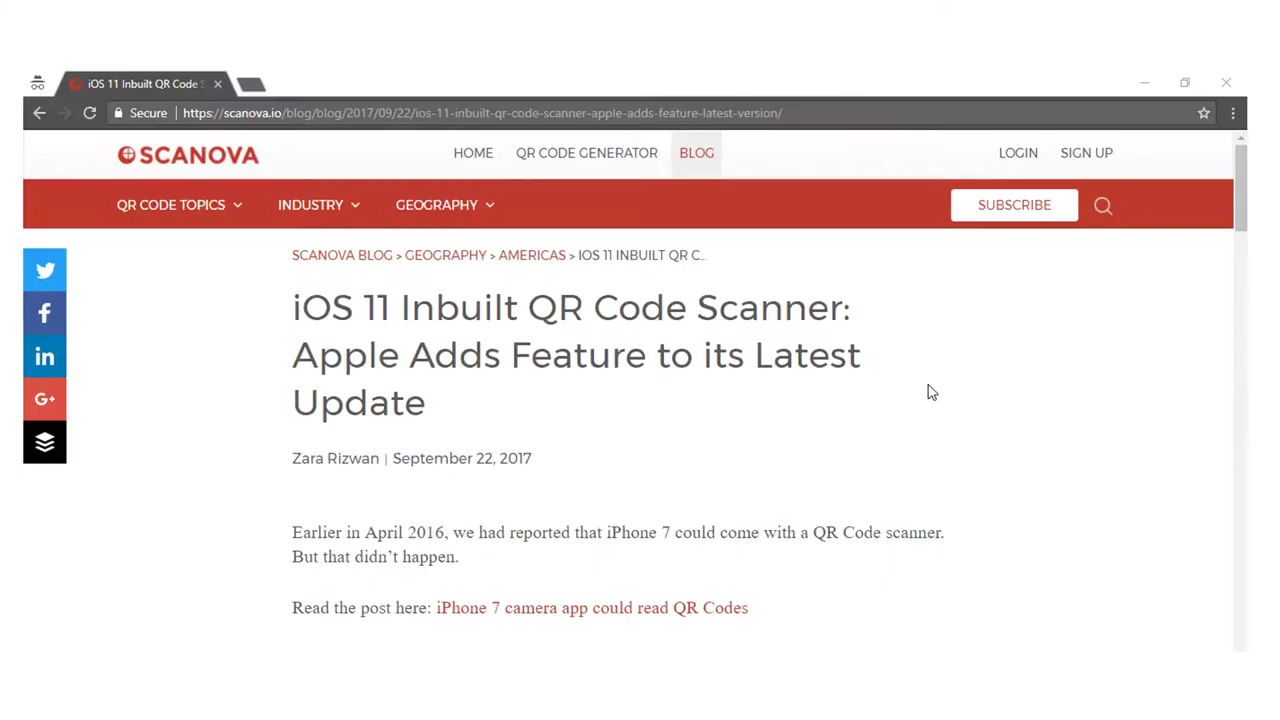 iOS 11 Inbuilt QR Code S
Secure https://scanova.io/blog/blog/2017/09/22/ios-11-inbuilt-qr-code-scanner-apple-adds-feature-latest-version/
SCANOVA HOME QR CODE GENERATOR BLOG LOGIN SIGN UP
QR CODE TOPICS INDUSTRY GEOGRAPHY SUBSCRIBE
SCANOVA BLOG > GEOGRAPHY > AMERICAS > IOS 11 INBUILT QR C...
iOS 11 Inbuilt QR Code Scanner:
Apple Adds Feature to its Latest
Update
Zara Rizwan | September 22, 2017
Earlier in April 2016, we had reported that iPhone 7 could come with a QR Code scanner.
But that didn’t happen.
Read the post here: iPhone 7 camera app could read QR Codes
f
in
G+